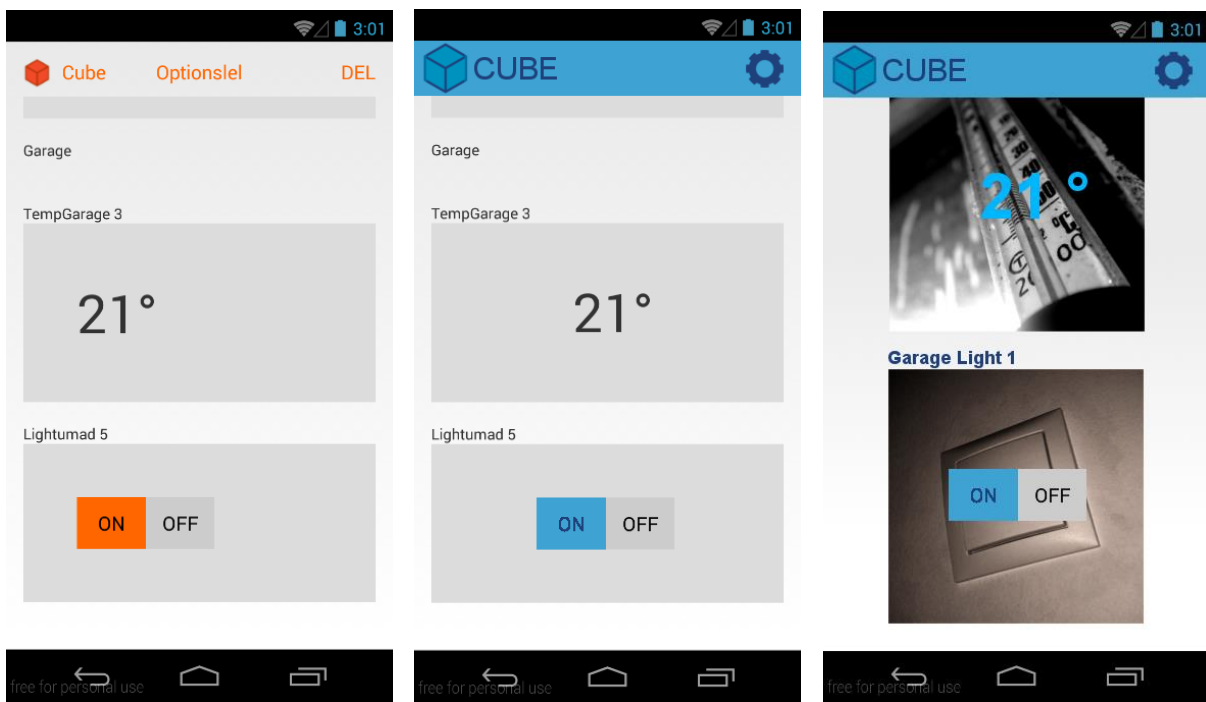 3:01
Cube Optionslel DEL
Garage
TempGarage 3
21°
Lightumad 5
ON OFF
free for personal use
3:01
CUBE
Garage
TempGarage 3
21°
Lightumad 5
ON OFF
free for personal use
3:01
CUBE
21°
Garage Light 1
ON OFF
free for personal use